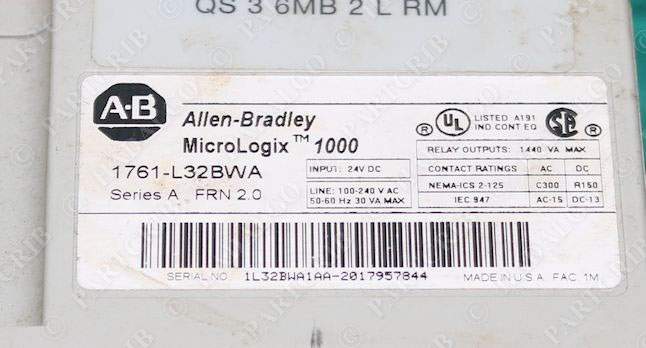 QS 3 6MB 2 L RM
A-B
Allen-Bradley
MicroLogix™ 1000
1761-L32BWA
Series A FRN 2.0
INPUT: 24V DC
LINE: 100-240 V AC
50-60 Hz 30 VA MAX
® UL LISTED A191
IND CONT EQ
SA ®
RELAY OUTPUTS: 1440 VA MAX
CONTACT RATINGS AC DC
NEMA-ICS 2-125 C300 R150
IEC 947 AC-15 DC-13
SERIAL NO 1L32BWA1AA-2017957844
MADE IN U.S.A. FAC. 1M
© PARTCRIB